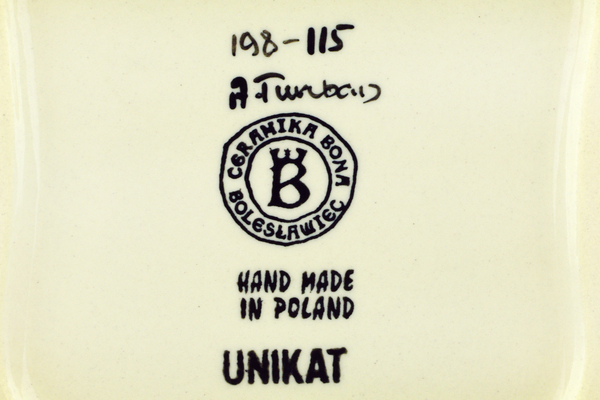 198-115
CERAMIKA BONA
B
BOLESŁAWIEC
HAND MADE
IN POLAND
UNIKAT